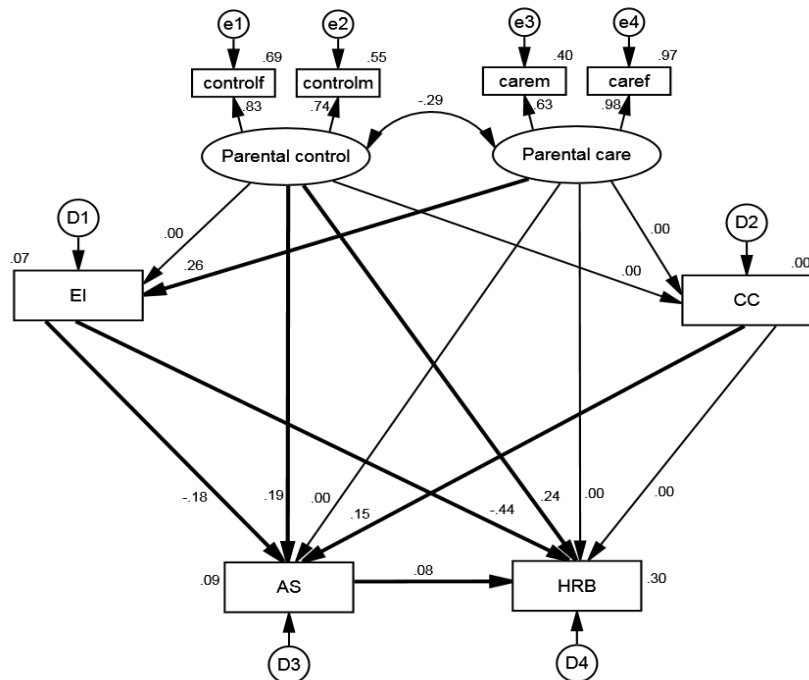 e1
e2
e3
e4
.69
.55
.40
.97
controlf
controlm
carem
caref
.83
.74
.63
.98
-.29
Parental control
Parental care
D1
D2
.00
.00
.07
.26
.00
.00
EI
CC
-.18
.19
.00
.15
-.44
.24
.00
.00
.09
AS
.08
HRB
.30
D3
D4